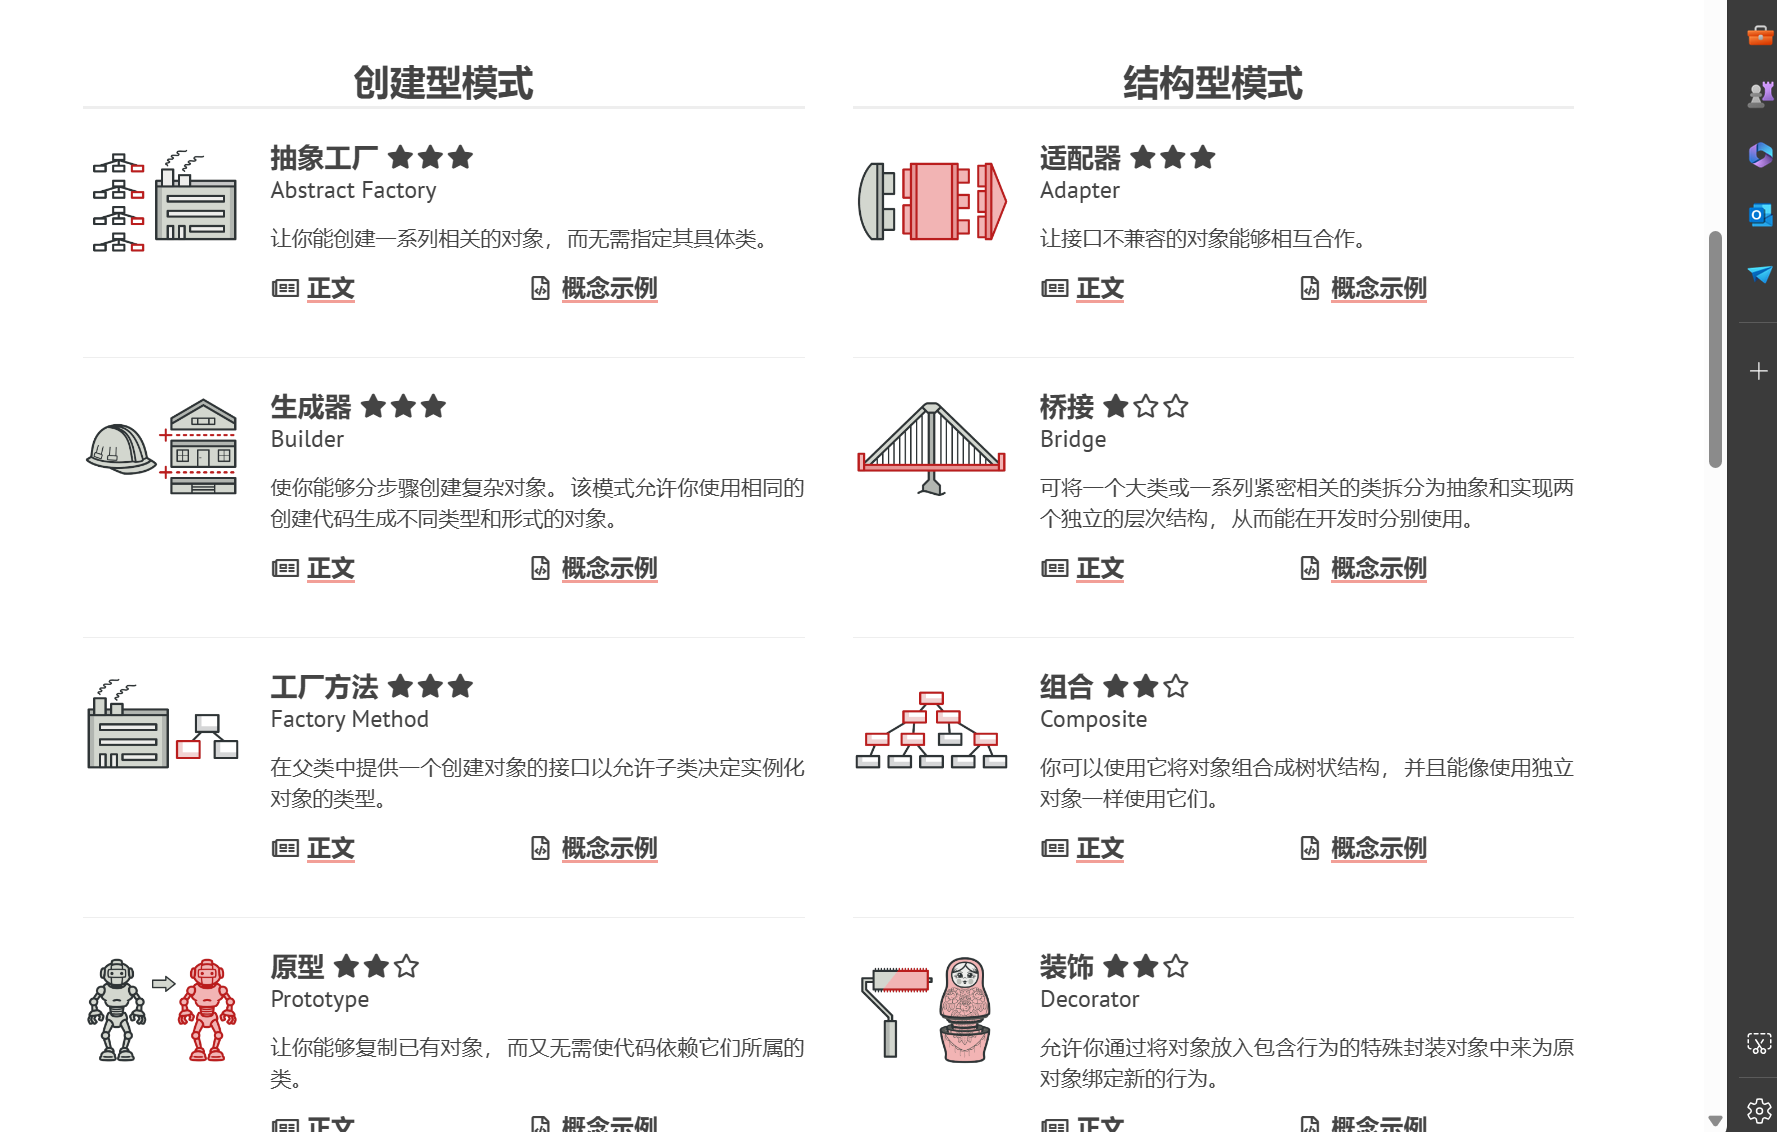 创建型模式
抽象工厂
Abstract Factory
让你能创建一系列相关的对象， 而无需指定其具体类。
正文 概念示例
生成器
Builder
使你能够分步骤创建复杂对象。 该模式允许你使用相同的
创建代码生成不同类型和形式的对象。
正文 概念示例
工厂方法
Factory Method
在父类中提供一个创建对象的接口以允许子类决定实例化
对象的类型。
正文 概念示例
原型
Prototype
让你能够复制已有对象， 而又无需使代码依赖它们所属的
类。
正文 概念示例
结构型模式
适配器
Adapter
让接口不兼容的对象能够相互合作。
正文 概念示例
桥接
Bridge
可将一个大类或一系列紧密相关的类拆分为抽象和实现两
个独立的层次结构， 从而能在开发时分别使用。
正文 概念示例
组合
Composite
你可以使用它将对象组合成树状结构， 并且能像使用独立
对象一样使用它们。
正文 概念示例
装饰
Decorator
允许你通过将对象放入包含行为的特殊封装对象中来为原
对象绑定新的行为。
正文 概念示例